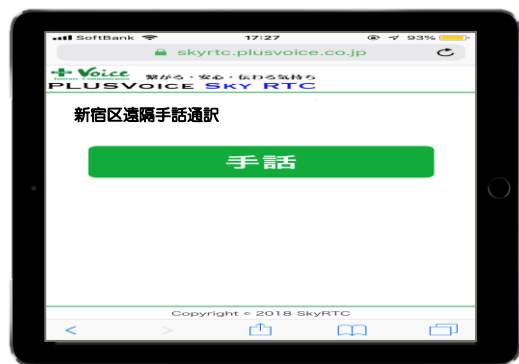 SoftBank 17:27 93%
skyrtc.plusvoice.co.jp
Voice 繋がる・安心・伝わる気持ち
PLUSVOICE SKY RTC
新宿区遠隔手話通訳
手話
Copyright © 2018 SkyRTC